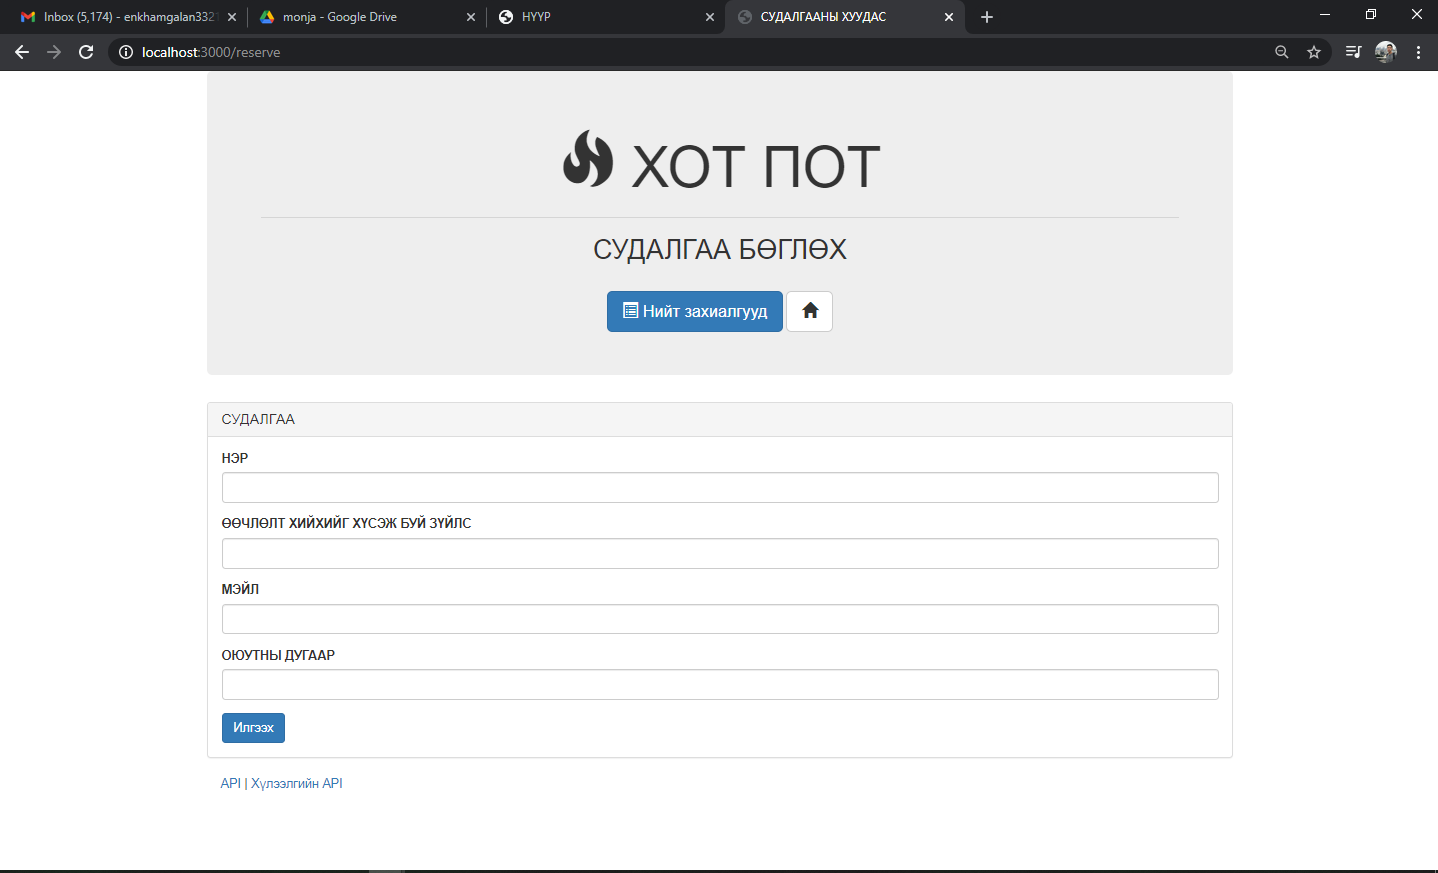 Inbox (5,174) - enkhamgalan3321
monja - Google Drive
НҮҮР
СУДАЛГААНЫ ХУУДАС
localhost:3000/reserve
ХОТ ПОТ
СУДАЛГАА БӨГЛӨХ
Нийт захиалгууд
СУДАЛГАА
НЭР
ӨӨЧЛӨЛТ ХИЙХИЙГ ХҮСЭЖ БУЙ ЗҮЙЛС
МЭЙЛ
ОЮУТНЫ ДУГААР
Илгээх
API | Хүлээлгийн API